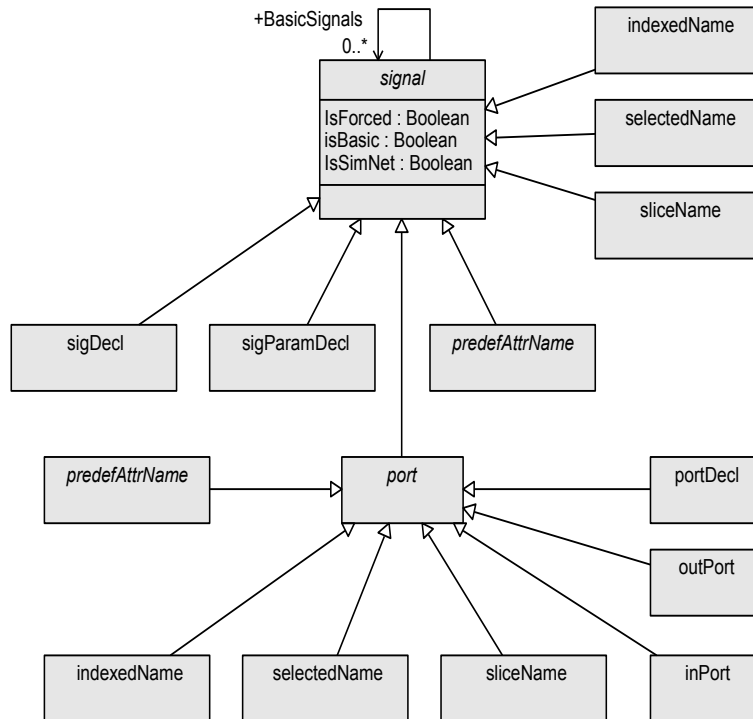 +BasicSignals
0..*
indexedName
signal
IsForced : Boolean
isBasic : Boolean
IsSimNet : Boolean
selectedName
sliceName
sigDecl
sigParamDecl
predefAttrName
predefAttrName
port
portDecl
outPort
indexedName
selectedName
sliceName
inPort